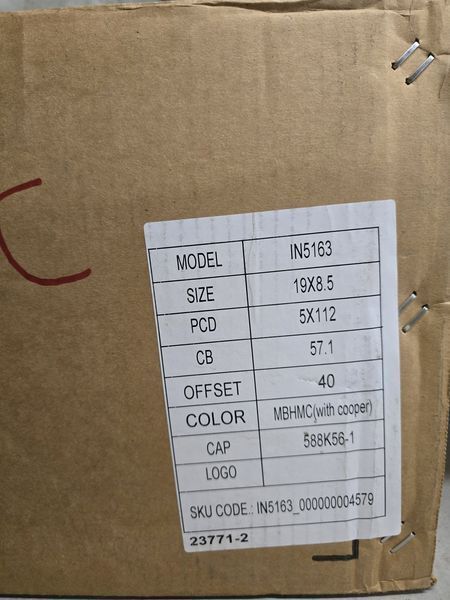 MODEL IN5163
SIZE 19X8.5
PCD 5X112
CB 57.1
OFFSET 40
COLOR MBHMC(with cooper)
CAP 588K56-1
LOGO
SKU CODE.: IN5163_000000004579
23771-2